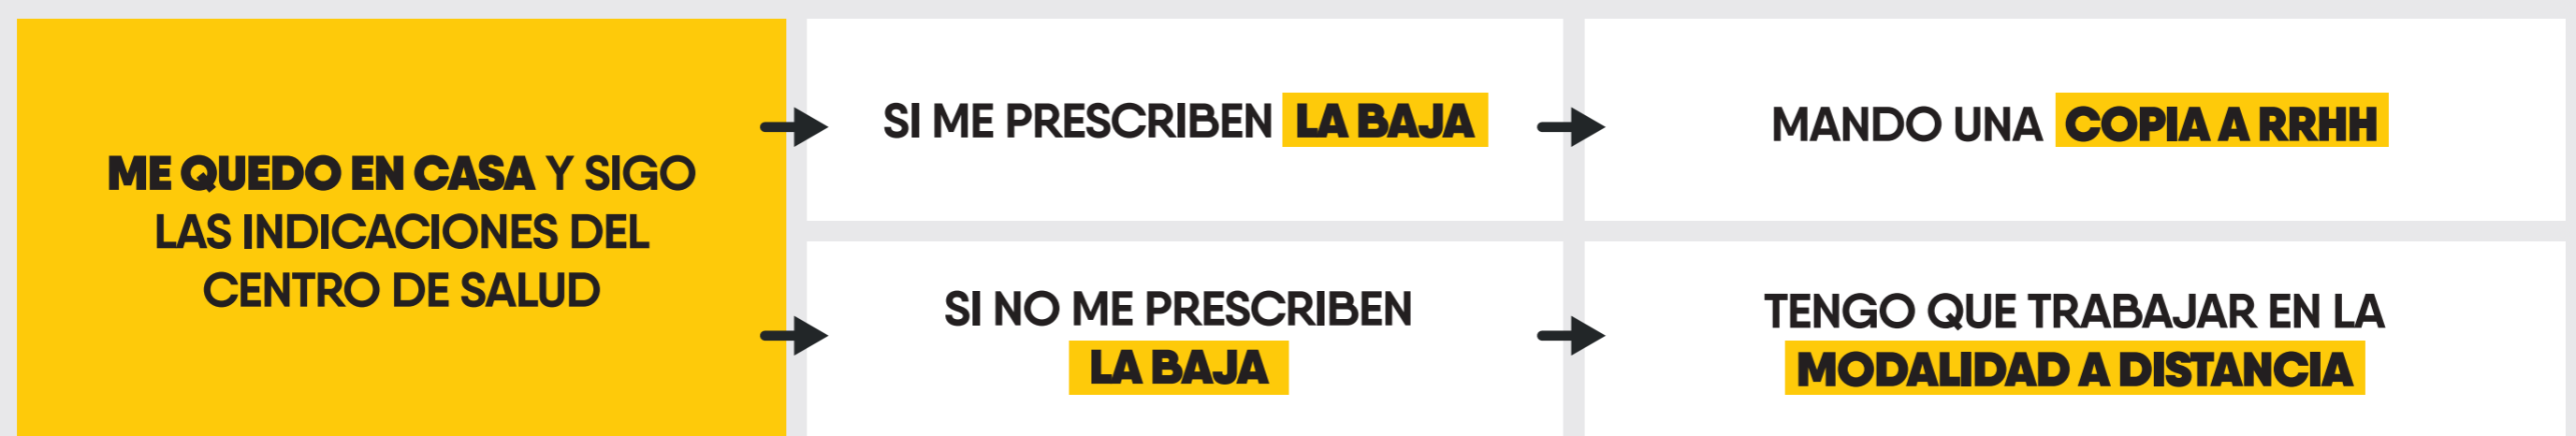 ME QUEDO EN CASA Y SIGO
LAS INDICACIONES DEL
CENTRO DE SALUD
SI ME PRESCRIBEN LA BAJA
MANDO UNA COPIA A RRHH
SI NO ME PRESCRIBEN
LA BAJA
TENGO QUE TRABAJAR EN LA
MODALIDAD A DISTANCIA